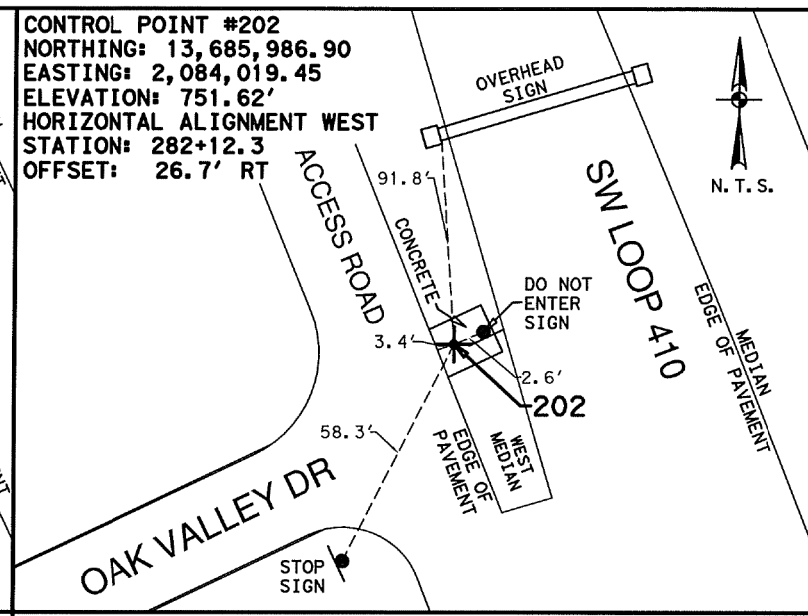 CONTROL POINT #202
NORTHING: 13,685,986.90
EASTING: 2,084,019.45
ELEVATION: 751.62'
HORIZONTAL ALIGNMENT WEST
STATION: 282+12.3
OFFSET: 26.7' RT
OVERHEAD
SIGN
N.T.S.
ACCESS ROAD
91.8'
CONCRETE
SW LOOP 410
DO NOT
ENTER
SIGN
3.4'
2.6'
202
EDGE OF PAVEMENT
MEDIAN
58.3'
EDGE OF
PAVEMENT
WEST
MEDIAN
OAK VALLEY DR
STOP
SIGN